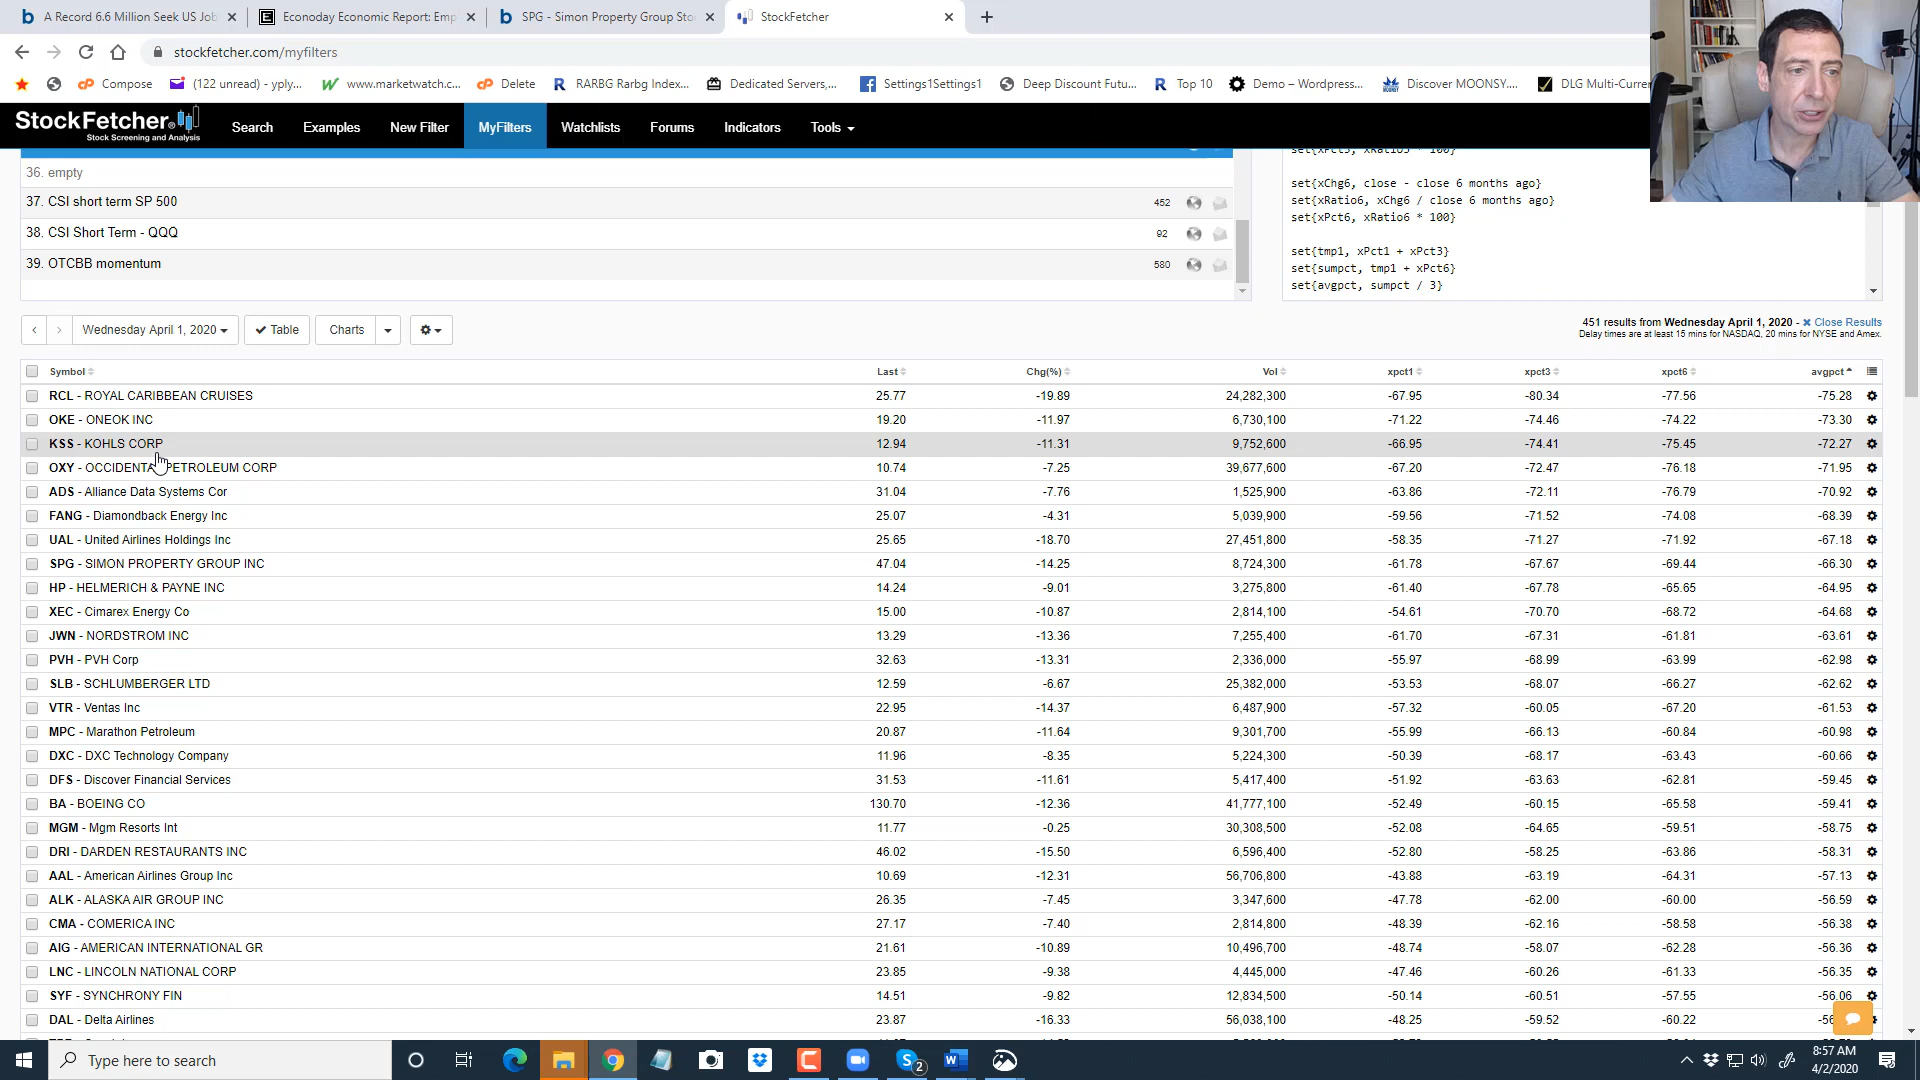 A Record 6.6 Million Seek US Job
Econoday Economic Report: Emp
SPG - Simon Property Group Sto
StockFetcher
stockfetcher.com/myfilters
Compose
(122 unread) - yply...
www.marketwatch.c...
Delete
RARBG Rarbg Index...
Dedicated Servers,...
Settings1Settings1
Deep Discount Futu...
Top 10
Demo – Wordpress...
Discover MOONSY....
DLG Multi-Curre
StockFetcher
Stock Screening and Analysis
Search
Examples
New Filter
MyFilters
Watchlists
Forums
Indicators
Tools
36. empty
37. CSI short term SP 500 452
38. CSI Short Term - QQQ 92
39. OTCBB momentum 580
set{xPct3, xRatio3 * 100}
set{xChg6, close - close 6 months ago}
set{xRatio6, xChg6 / close 6 months ago}
set{xPct6, xRatio6 * 100}
set{tmp1, xPct1 + xPct3}
set{sumpct, tmp1 + xPct6}
set{avgpct, sumpct / 3}
Wednesday April 1, 2020
Table
Charts
451 results from Wednesday April 1, 2020 - ✖ Close Results
Delay times are at least 15 mins for NASDAQ, 20 mins for NYSE and Amex.
Symbol Last Chg(%) Vol xpct1 xpct3 xpct6 avgpct
RCL - ROYAL CARIBBEAN CRUISES 25.77 -19.89 24,282,300 -67.95 -80.34 -77.56 -75.28
OKE - ONEOK INC 19.20 -11.97 6,730,100 -71.22 -74.46 -74.22 -73.30
KSS - KOHLS CORP 12.94 -11.31 9,752,600 -66.95 -74.41 -75.45 -72.27
OXY - OCCIDENTA PETROLEUM CORP 10.74 -7.25 39,677,600 -67.20 -72.47 -76.18 -71.95
ADS - Alliance Data Systems Cor 31.04 -7.76 1,525,900 -63.86 -72.11 -76.79 -70.92
FANG - Diamondback Energy Inc 25.07 -4.31 5,039,900 -59.56 -71.52 -74.08 -68.39
UAL - United Airlines Holdings Inc 25.65 -18.70 27,451,800 -58.35 -71.27 -71.92 -67.18
SPG - SIMON PROPERTY GROUP INC 47.04 -14.25 8,724,300 -61.78 -67.67 -69.44 -66.30
HP - HELMERICH & PAYNE INC 14.24 -9.01 3,275,800 -61.40 -67.78 -65.65 -64.95
XEC - Cimarex Energy Co 15.00 -10.87 2,814,100 -54.61 -70.70 -68.72 -64.68
JWN - NORDSTROM INC 13.29 -13.36 7,255,400 -61.70 -67.31 -61.81 -63.61
PVH - PVH Corp 32.63 -13.31 2,336,000 -55.97 -68.99 -63.99 -62.98
SLB - SCHLUMBERGER LTD 12.59 -6.67 25,382,000 -53.53 -68.07 -66.27 -62.62
VTR - Ventas Inc 22.95 -14.37 6,487,900 -57.32 -60.05 -67.20 -61.53
MPC - Marathon Petroleum 20.87 -11.64 9,301,700 -55.99 -66.13 -60.84 -60.98
DXC - DXC Technology Company 11.96 -8.35 5,224,300 -50.39 -68.17 -63.43 -60.66
DFS - Discover Financial Services 31.53 -11.61 5,417,400 -51.92 -63.63 -62.81 -59.45
BA - BOEING CO 130.70 -12.36 41,777,100 -52.49 -60.15 -65.58 -59.41
MGM - Mgm Resorts Int 11.77 -0.25 30,308,500 -52.08 -64.65 -59.51 -58.75
DRI - DARDEN RESTAURANTS INC 46.02 -15.50 6,596,400 -52.80 -58.25 -63.86 -58.31
AAL - American Airlines Group Inc 10.69 -12.31 56,706,800 -43.88 -63.19 -64.31 -57.13
ALK - ALASKA AIR GROUP INC 26.35 -7.45 3,347,600 -47.78 -62.00 -60.00 -56.59
CMA - COMERICA INC 27.17 -7.40 2,814,800 -48.39 -62.16 -58.58 -56.38
AIG - AMERICAN INTERNATIONAL GR 21.61 -10.89 10,496,700 -48.74 -58.07 -62.28 -56.36
LNC - LINCOLN NATIONAL CORP 23.85 -9.38 4,445,000 -47.46 -60.26 -61.33 -56.35
SYF - SYNCHRONY FIN 14.51 -9.82 12,834,500 -50.14 -60.51 -57.55 -56.06
DAL - Delta Airlines 23.87 -16.33 56,038,100 -48.25 -59.52 -60.22
Type here to search
2
8:57 AM
4/2/2020